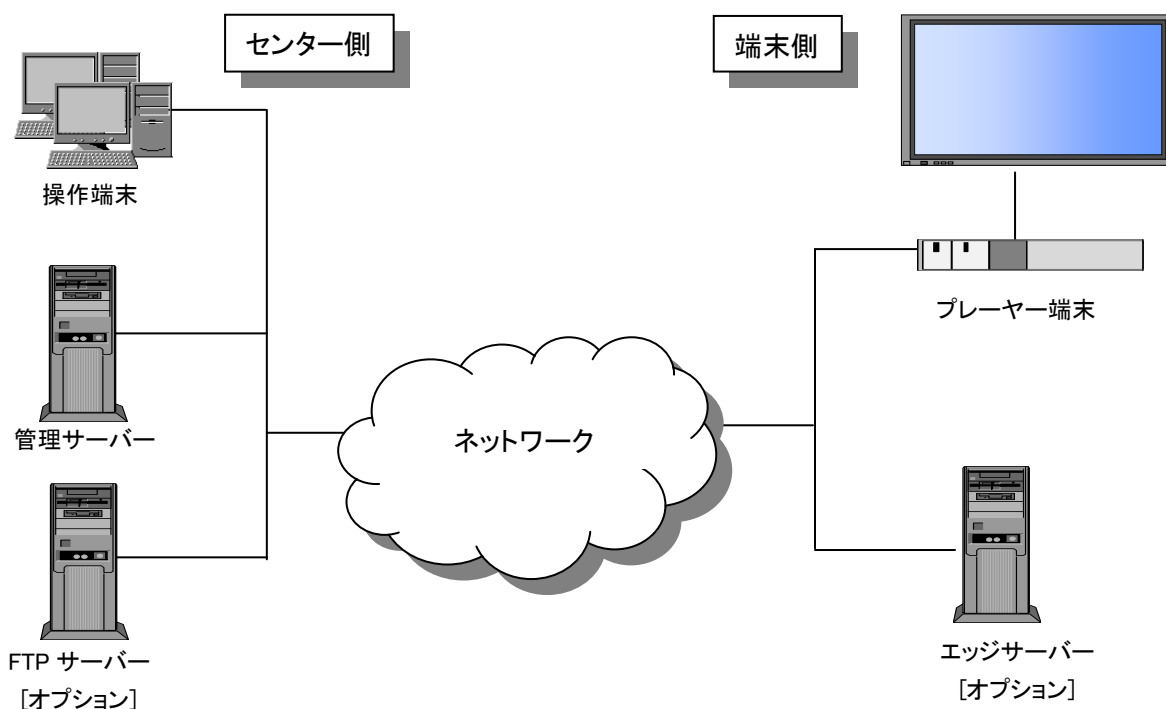 センター側
端末側
操作端末
プレーヤー端末
管理サーバー
ネットワーク
FTP サーバー
[オプション]
エッジサーバー
[オプション]